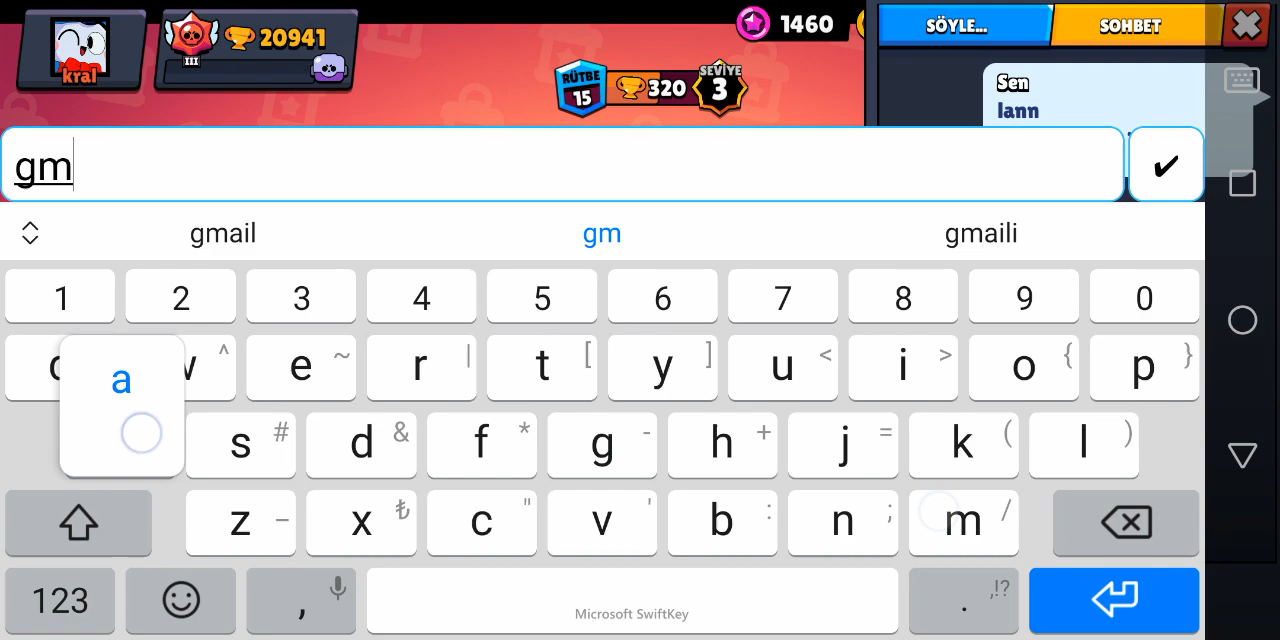 kral
III
20941
1460
SÖYLE...
SOHBET
RÜTBE
15
320
SEVİYE
3
Sen
lann
gm
✔
gmail gm gmaili
1 2 3 4 5 6 7 8 9 0
w ^ e ~ r | t [ y ] u < i > o { p }
a s # d & f * g - h + j = k ( l )
z – x ₺ c " v ' b : n ; m /
123 , Microsoft SwiftKey . ,!?